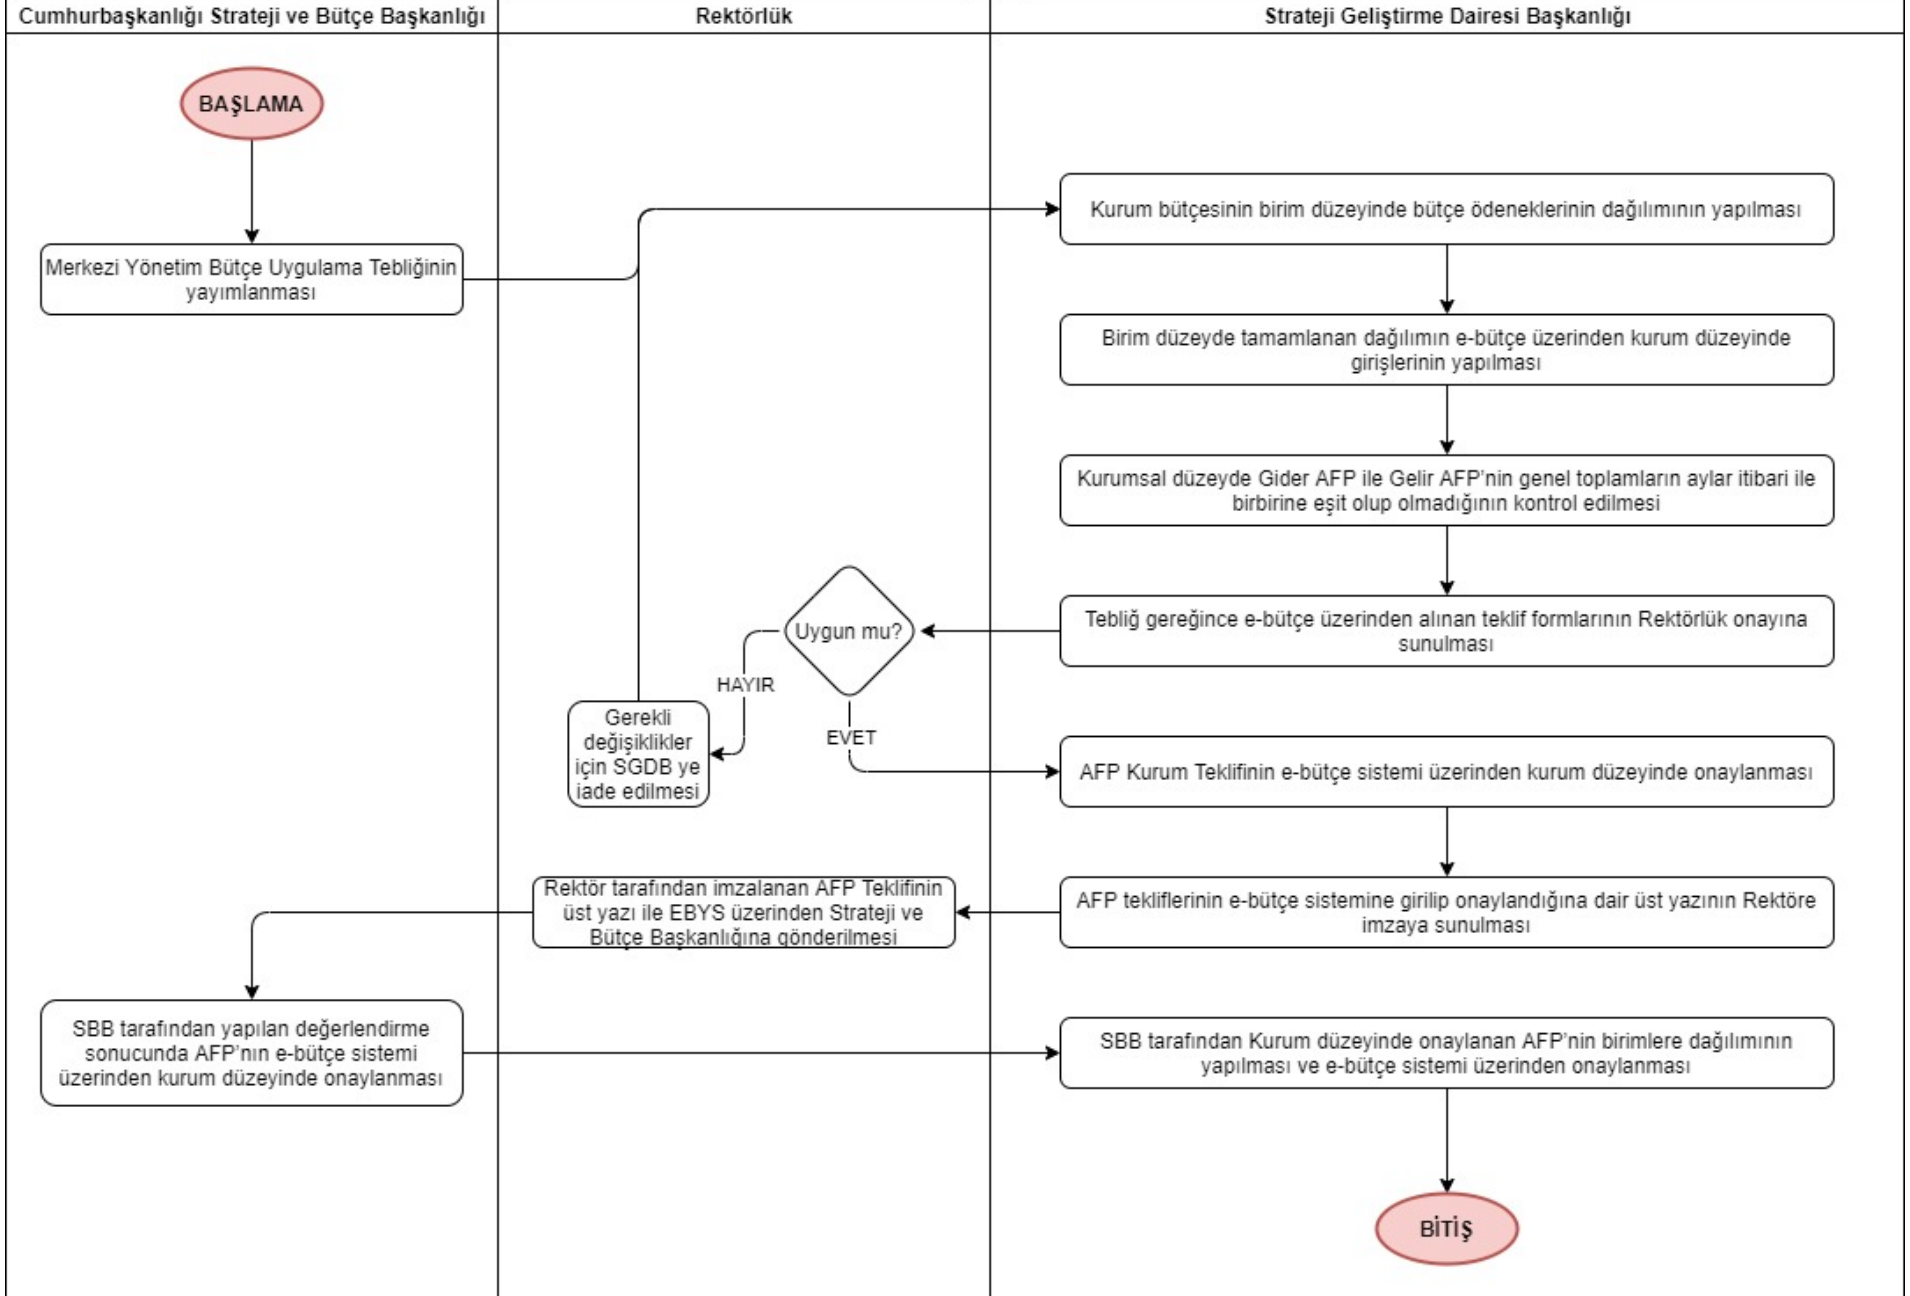 Cumhurbaşkanlığı Strateji ve Bütçe Başkanlığı
Rektörlük
Strateji Geliştirme Dairesi Başkanlığı
BAŞLAMA
Merkezi Yönetim Bütçe Uygulama Tebliğinin
yayımlanması
Kurum bütçesinin birim düzeyinde bütçe ödeneklerinin dağılımının yapılması
Birim düzeyde tamamlanan dağılımın e-bütçe üzerinden kurum düzeyinde
girişlerinin yapılması
Kurumsal düzeyde Gider AFP ile Gelir AFP'nin genel toplamların aylar itibari ile
birbirine eşit olup olmadığının kontrol edilmesi
Tebliğ gereğince e-bütçe üzerinden alınan teklif formlarının Rektörlük onayına
sunulması
Uygun mu?
HAYIR
Gerekli
değişiklikler
için SGDB ye
iade edilmesi
EVET
AFP Kurum Teklifinin e-bütçe sistemi üzerinden kurum düzeyinde onaylanması
AFP tekliflerinin e-bütçe sistemine girilip onaylandığına dair üst yazının Rektöre
imzaya sunulması
Rektör tarafından imzalanan AFP Teklifinin
üst yazı ile EBYS üzerinden Strateji ve
Bütçe Başkanlığına gönderilmesi
SBB tarafından yapılan değerlendirme
sonucunda AFP'nın e-bütçe sistemi
üzerinden kurum düzeyinde onaylanması
SBB tarafından Kurum düzeyinde onaylanan AFP'nin birimlere dağılımının
yapılması ve e-bütçe sistemi üzerinden onaylanması
BİTİŞ